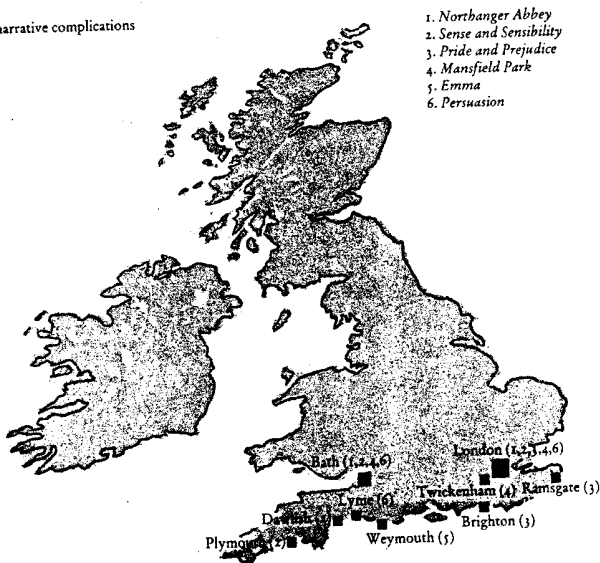 narrative complications
1. Northanger Abbey
2. Sense and Sensibility
3. Pride and Prejudice
4. Mansfield Park
5. Emma
6. Persuasion
London (1,2,3,4,6)
Bath (1,2,4,6)
Twickenham (4)
Ramsgate (3)
Lyme (6)
Brighton (3)
Weymouth (5)
Plymouth (2)